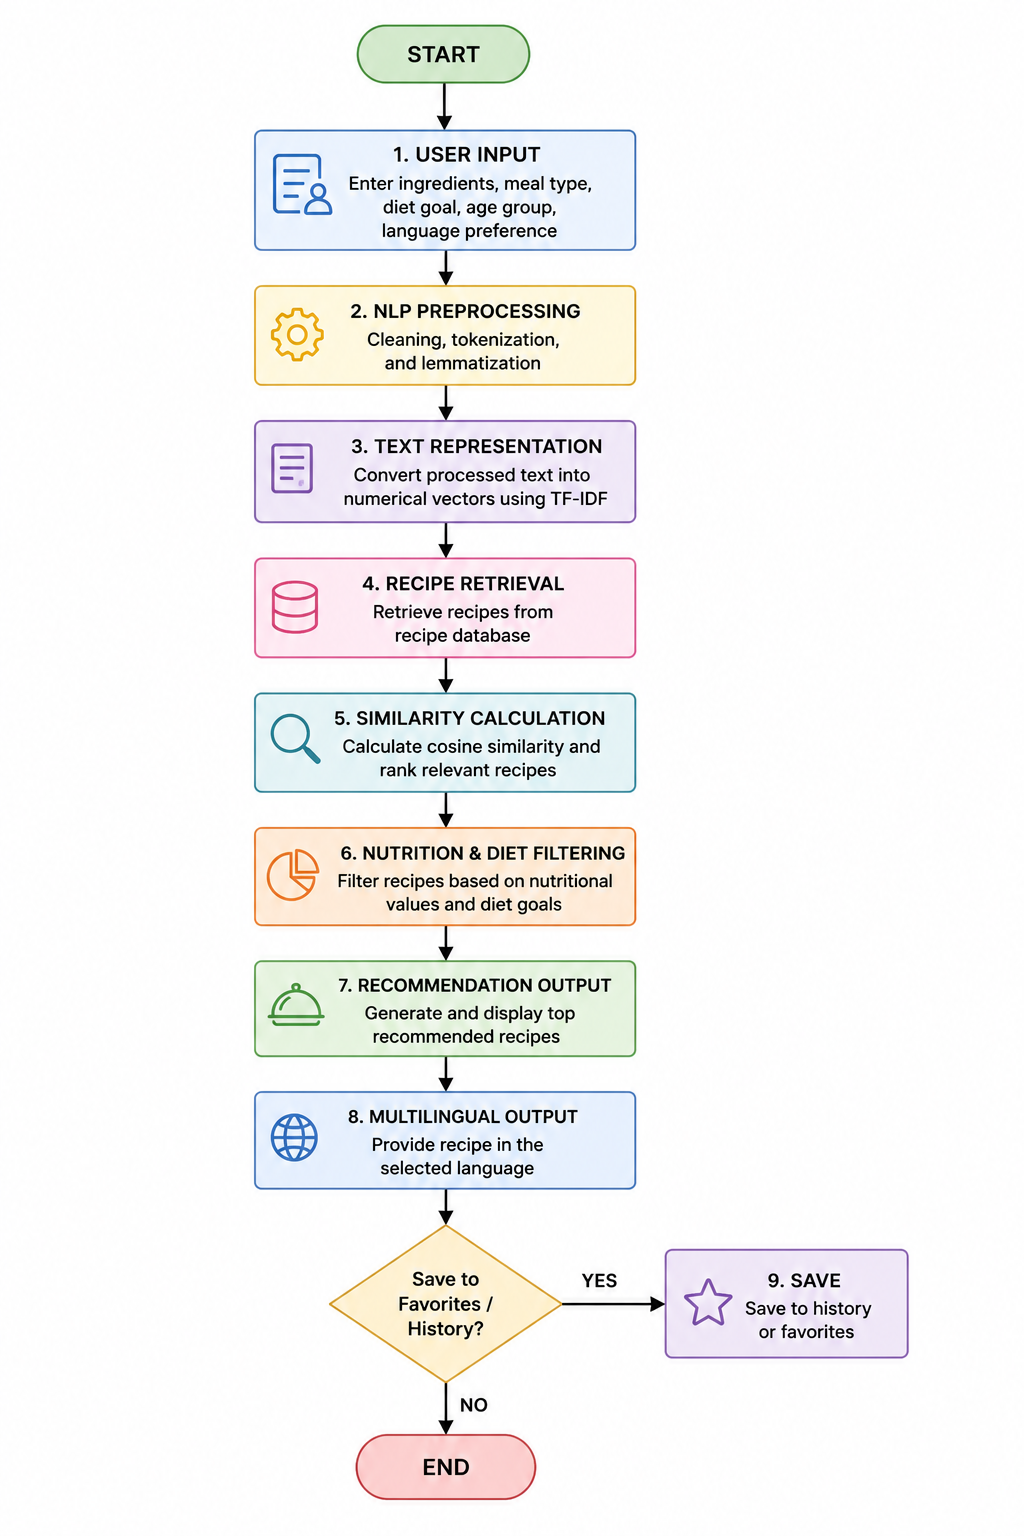 START
1. USER INPUT
Enter ingredients, meal type,
diet goal, age group,
language preference
2. NLP PREPROCESSING
Cleaning, tokenization,
and lemmatization
3. TEXT REPRESENTATION
Convert processed text into
numerical vectors using TF-IDF
4. RECIPE RETRIEVAL
Retrieve recipes from
recipe database
5. SIMILARITY CALCULATION
Calculate cosine similarity and
rank relevant recipes
6. NUTRITION & DIET FILTERING
Filter recipes based on nutritional
values and diet goals
7. RECOMMENDATION OUTPUT
Generate and display top
recommended recipes
8. MULTILINGUAL OUTPUT
Provide recipe in the
selected language
Save to
Favorites /
History?
YES
9. SAVE
Save to history
or favorites
NO
END